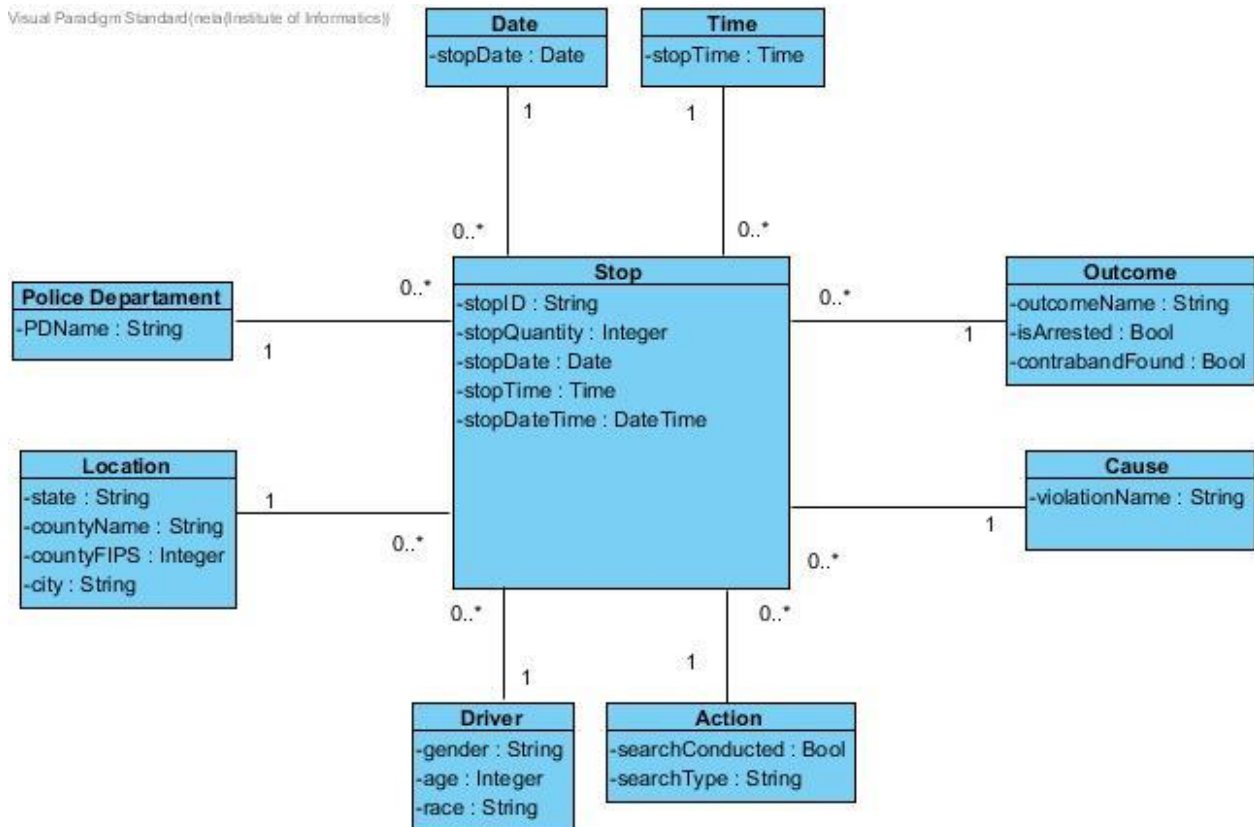 Visual Paradigm Standard(nela(Institute of Informatics))
Date
-stopDate : Date
Time
-stopTime : Time
1
1
0..*
0..*
Police Departament
-PDName : String
1
0..*
Stop
-stopID : String
-stopQuantity : Integer
-stopDate : Date
-stopTime : Time
-stopDateTime : DateTime
0..*
1
Outcome
-outcomeName : String
-isArrested : Bool
-contrabandFound : Bool
Location
-state : String
-countyName : String
-countyFIPS : Integer
-city : String
1
0..*
Cause
-violationName : String
1
0..*
0..*
0..*
1
1
Driver
-gender : String
-age : Integer
-race : String
Action
-searchConducted : Bool
-searchType : String